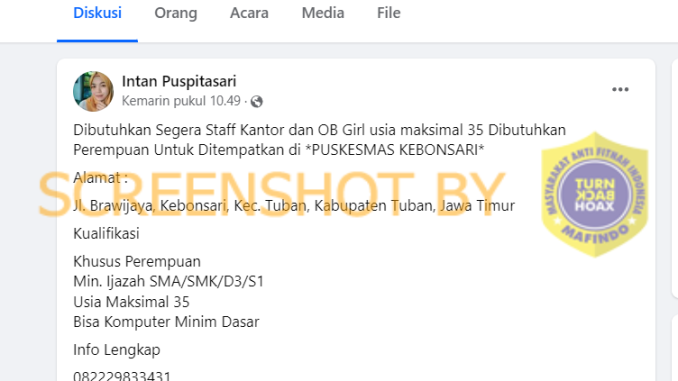 Diskusi Orang Acara Media File
Intan Puspitasari
Kemarin pukul 10.49 ·
Dibutuhkan Segera Staff Kantor dan OB Girl usia maksimal 35 Dibutuhkan
Perempuan Untuk Ditempatkan di *PUSKESMAS KEBONSARI*
Alamat :
SCREENSHOT BY
Jl. Brawijaya, Kebonsari, Kec. Tuban, Kabupaten Tuban, Jawa Timur
MASYARAKAT ANTI FITNAH INDONESIA
TURN
BACK
HOAX
MAFINDO
Kualifikasi
Khusus Perempuan
Min. Ijazah SMA/SMK/D3/S1
Usia Maksimal 35
Bisa Komputer Minim Dasar
Info Lengkap
082229833431